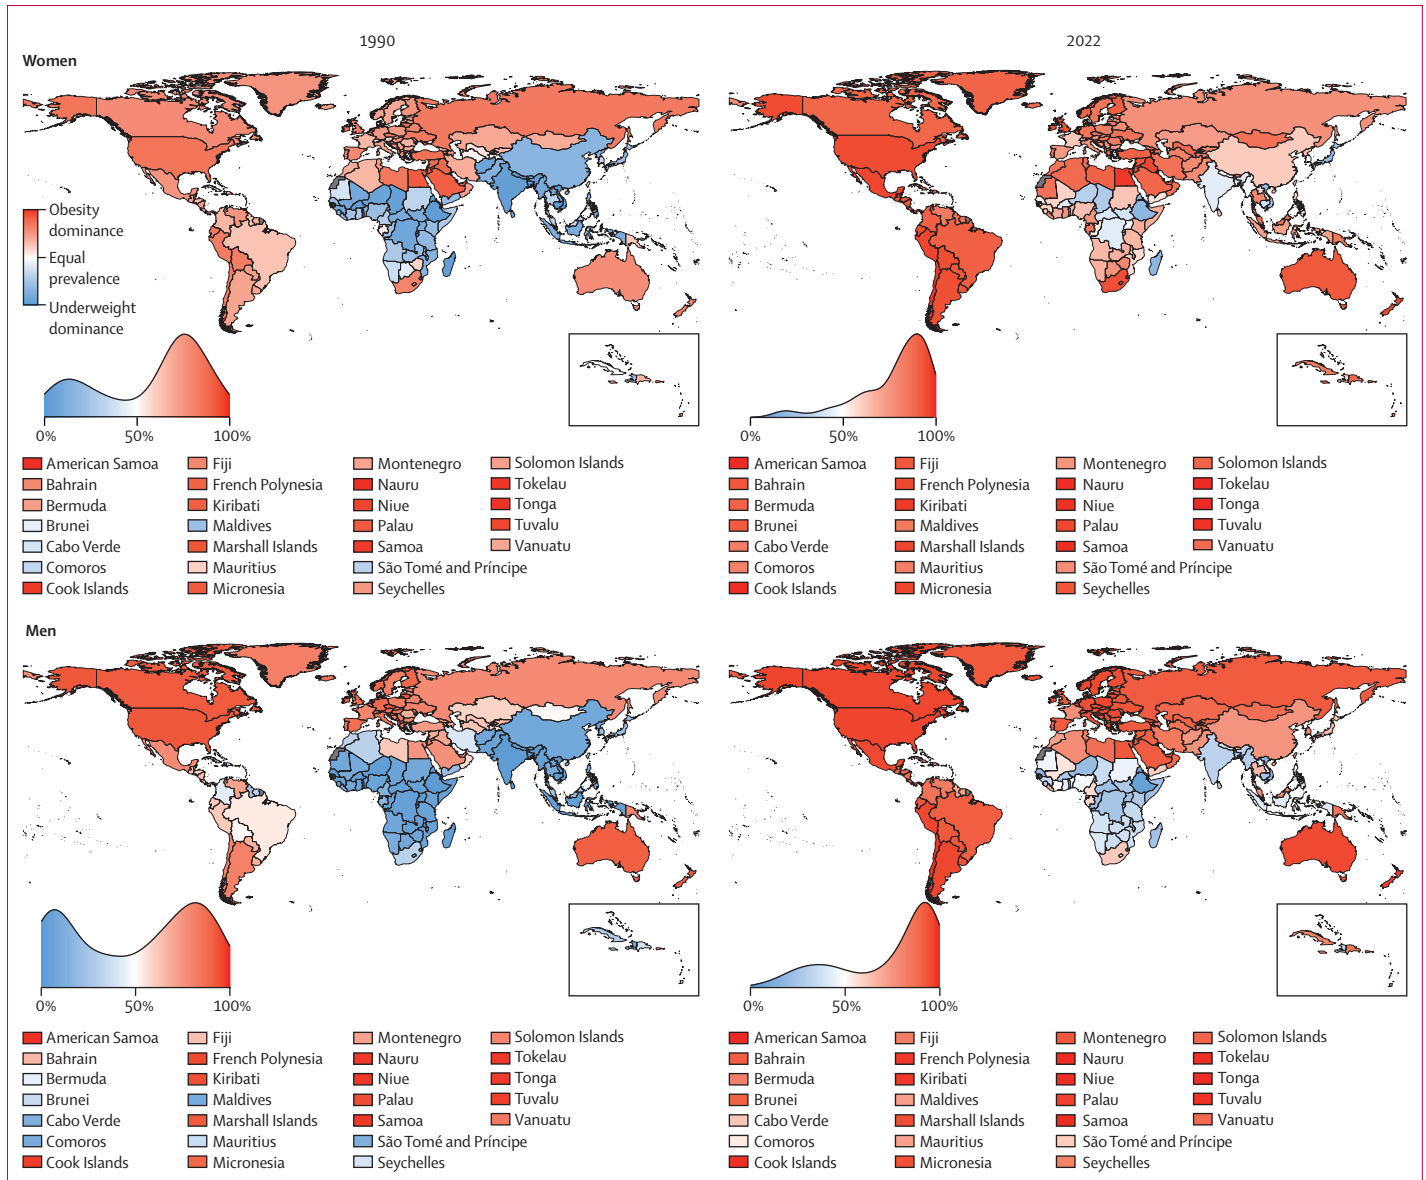 1990
2022
Women
Obesity
dominance
Equal
prevalence
Underweight
dominance
0%
50%
100%
0%
50%
100%
American Samoa
Bahrain
Bermuda
Brunei
Cabo Verde
Comoros
Cook Islands
Fiji
French Polynesia
Kiribati
Maldives
Marshall Islands
Mauritius
Micronesia
Montenegro
Nauru
Niue
Palau
Samoa
São Tomé and Príncipe
Seychelles
Solomon Islands
Tokelau
Tonga
Tuvalu
Vanuatu
American Samoa
Bahrain
Bermuda
Brunei
Cabo Verde
Comoros
Cook Islands
Fiji
French Polynesia
Kiribati
Maldives
Marshall Islands
Mauritius
Micronesia
Montenegro
Nauru
Niue
Palau
Samoa
São Tomé and Príncipe
Seychelles
Solomon Islands
Tokelau
Tonga
Tuvalu
Vanuatu
Men
0%
50%
100%
0%
50%
100%
American Samoa
Bahrain
Bermuda
Brunei
Cabo Verde
Comoros
Cook Islands
Fiji
French Polynesia
Kiribati
Maldives
Marshall Islands
Mauritius
Micronesia
Montenegro
Nauru
Niue
Palau
Samoa
São Tomé and Príncipe
Seychelles
Solomon Islands
Tokelau
Tonga
Tuvalu
Vanuatu
American Samoa
Bahrain
Bermuda
Brunei
Cabo Verde
Comoros
Cook Islands
Fiji
French Polynesia
Kiribati
Maldives
Marshall Islands
Mauritius
Micronesia
Montenegro
Nauru
Niue
Palau
Samoa
São Tomé and Príncipe
Seychelles
Solomon Islands
Tokelau
Tonga
Tuvalu
Vanuatu